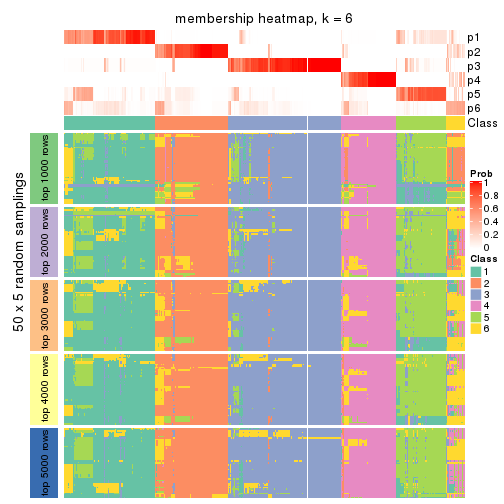 membership heatmap, k = 6
p1
p2
p3
p4
p5
p6
Class
50 x 5 random samplings
top 1000 rows
top 2000 rows
top 3000 rows
top 4000 rows
top 5000 rows
Prob
1
0.8
0.6
0.4
0.2
0
Class
1
2
3
4
5
6